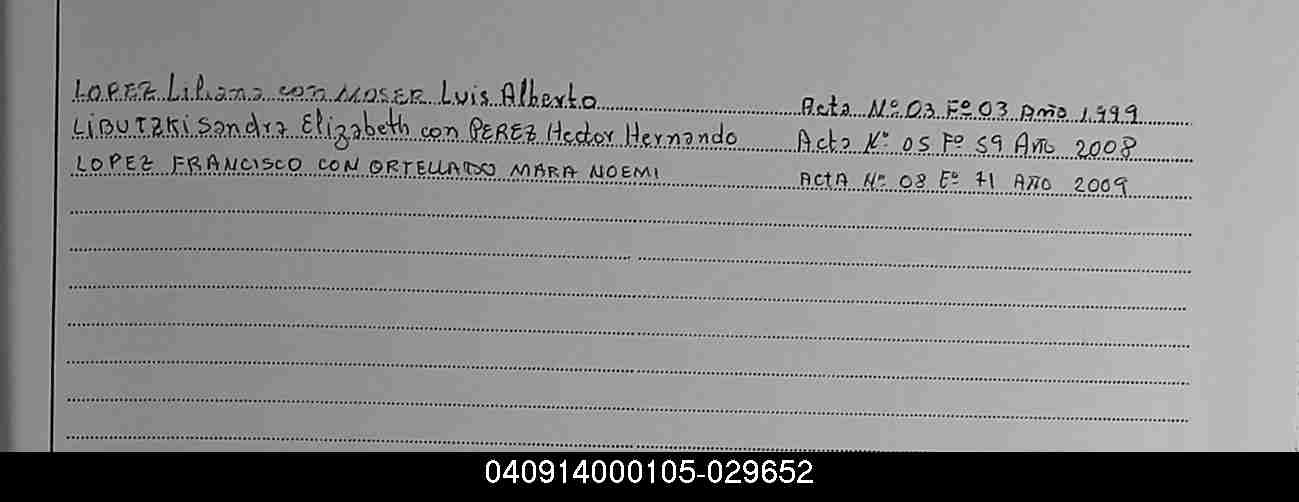 LOPEZ Liliana con MOSER Luis Alberto Acta Nº 03 Fº 03 Año 1999
LIBUTZKI Sandra Elizabeth con PEREZ Hector Hernando Acta Nº 05 Fº 59 Año 2008
LOPEZ FRANCISCO CON ORTELLADO MARA NOEMI ACTA Nº 08 Fº 71 AÑO 2009
040914000105-029652